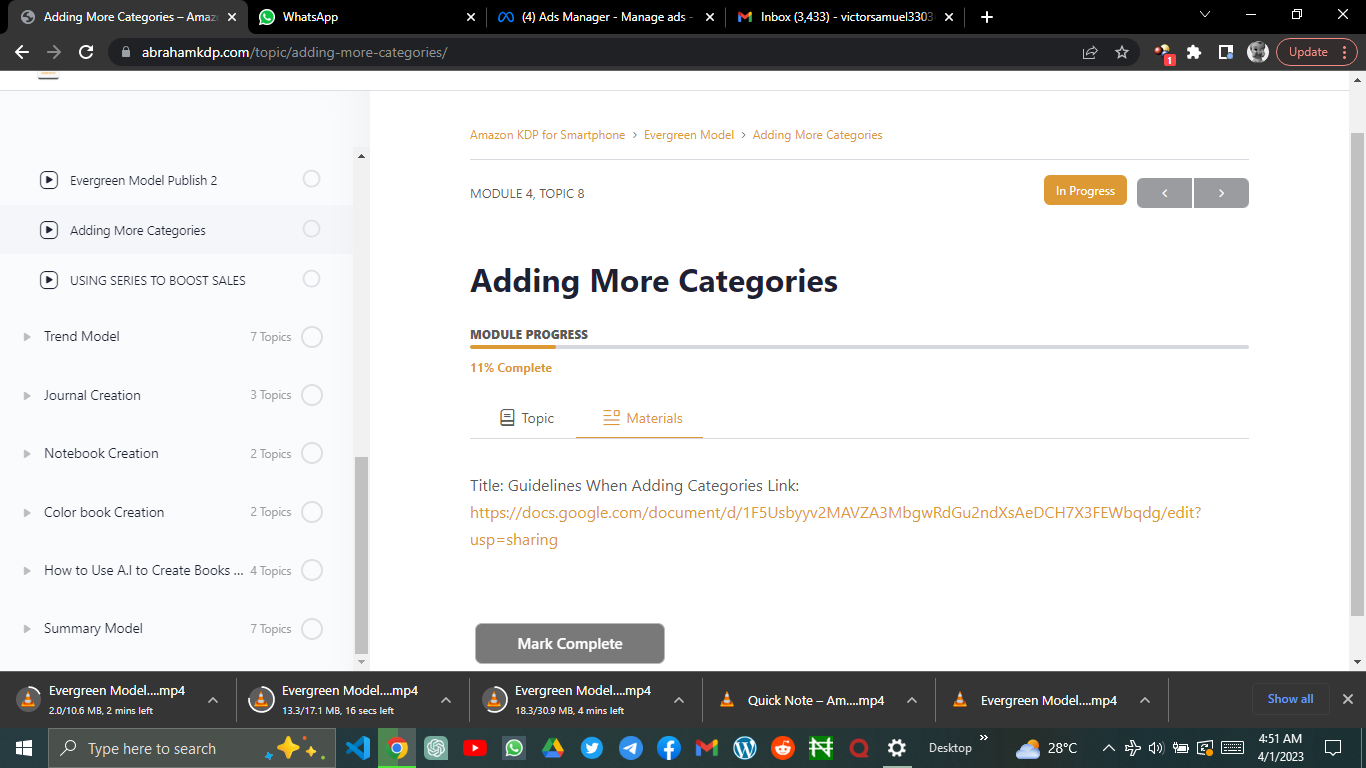 Adding More Categories – Amaz
WhatsApp
(4) Ads Manager - Manage ads -
Inbox (3,433) - victorsamuel3303
abrahamkdp.com/topic/adding-more-categories/
1
Update
Evergreen Model Publish 2
Adding More Categories
USING SERIES TO BOOST SALES
Trend Model 7 Topics
Journal Creation 3 Topics
Notebook Creation 2 Topics
Color book Creation 2 Topics
How to Use A.I to Create Books ... 4 Topics
Summary Model 7 Topics
Amazon KDP for Smartphone > Evergreen Model > Adding More Categories
MODULE 4, TOPIC 8
In Progress
Adding More Categories
MODULE PROGRESS
11% Complete
Topic
Materials
Title: Guidelines When Adding Categories Link:
https://docs.google.com/document/d/1F5Usbyyv2MAVZA3MbgwRdGu2ndXsAeDCH7X3FEWbqdg/edit?
usp=sharing
Mark Complete
Evergreen Model....mp4
2.0/10.6 MB, 2 mins left
Evergreen Model....mp4
13.3/17.1 MB, 16 secs left
Evergreen Model....mp4
18.3/30.9 MB, 4 mins left
Quick Note – Am....mp4
Evergreen Model....mp4
Show all
Type here to search
Desktop
28°C
4:51 AM
4/1/2023